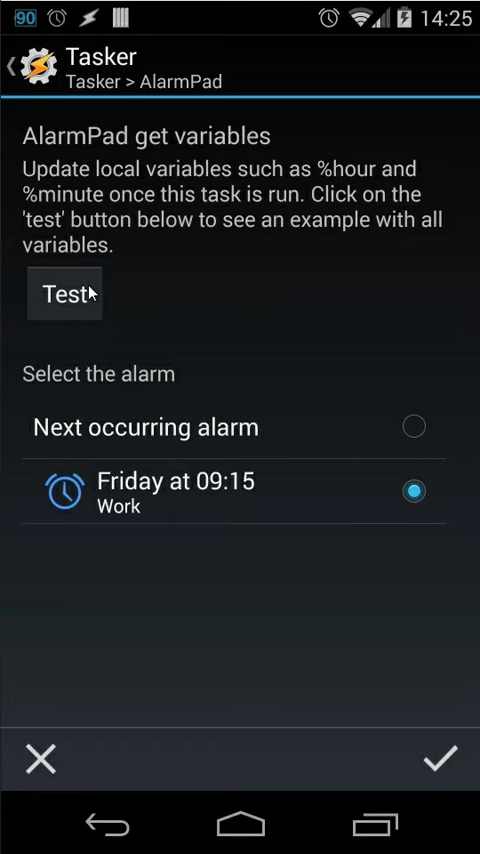 90
14:25
Tasker
Tasker > AlarmPad
AlarmPad get variables
Update local variables such as %hour and
%minute once this task is run. Click on the
'test' button below to see an example with all
variables.
Test
Select the alarm
Next occurring alarm
Friday at 09:15
Work